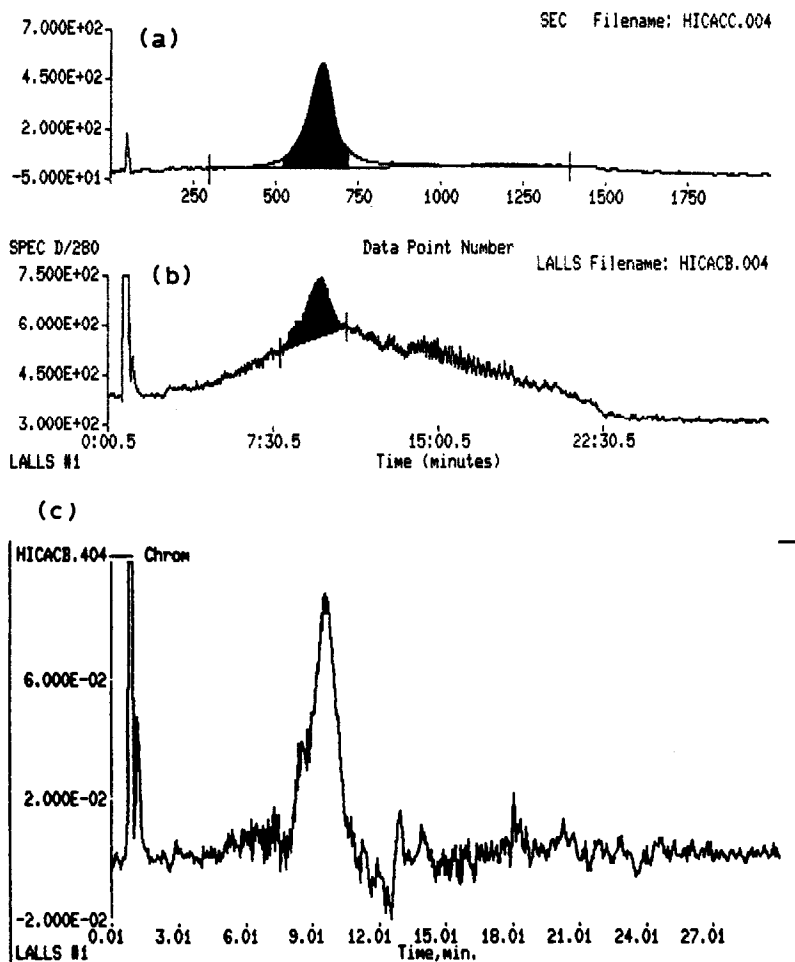 SEC Filename: HICACC.004
(a)
7.000E+02
4.500E+02
2.000E+02
-5.000E+01
250 500 750 1000 1250 1500 1750
SPEC D/280 Data Point Number
LALLS Filename: HICACB.004
(b)
7.500E+02
6.000E+02
4.500E+02
3.000E+02
0:00.5 7:30.5 15:00.5 22:30.5
LALLS #1 Time (minutes)
(c)
HICACB.404 Chrom
6.000E-02
2.000E-02
-2.000E-02
0.01 3.01 6.01 9.01 12.01 15.01 18.01 21.01 24.01 27.01
LALLS #1 Time,min.